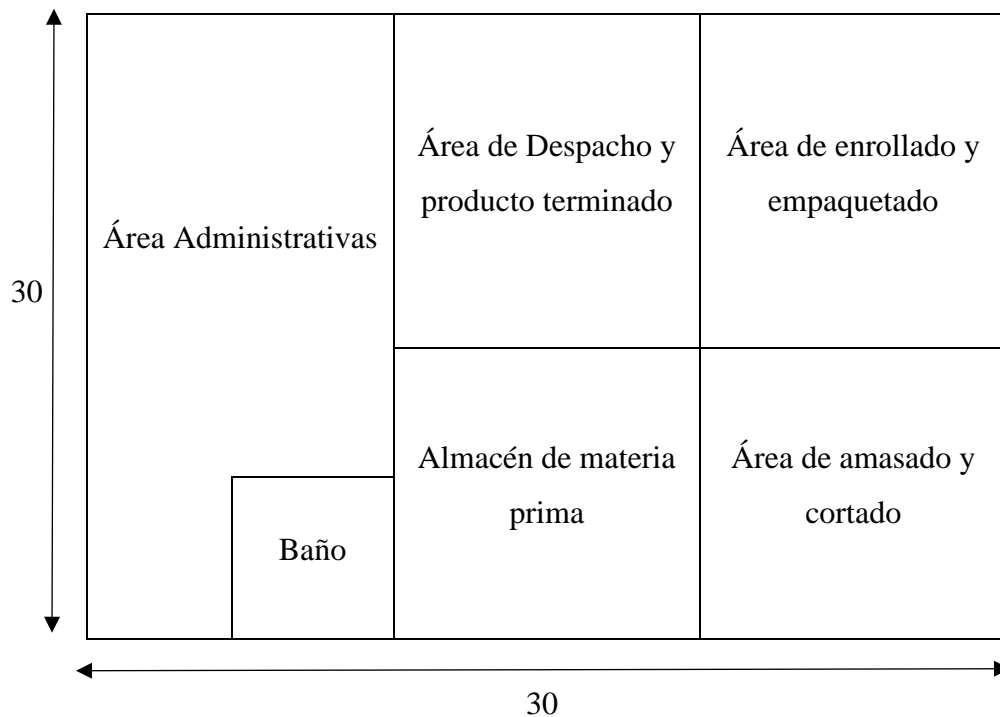 Área de Despacho y
producto terminado
Área de enrollado y
empaquetado
Área Administrativas
30
Almacén de materia
prima
Área de amasado y
cortado
Baño
30